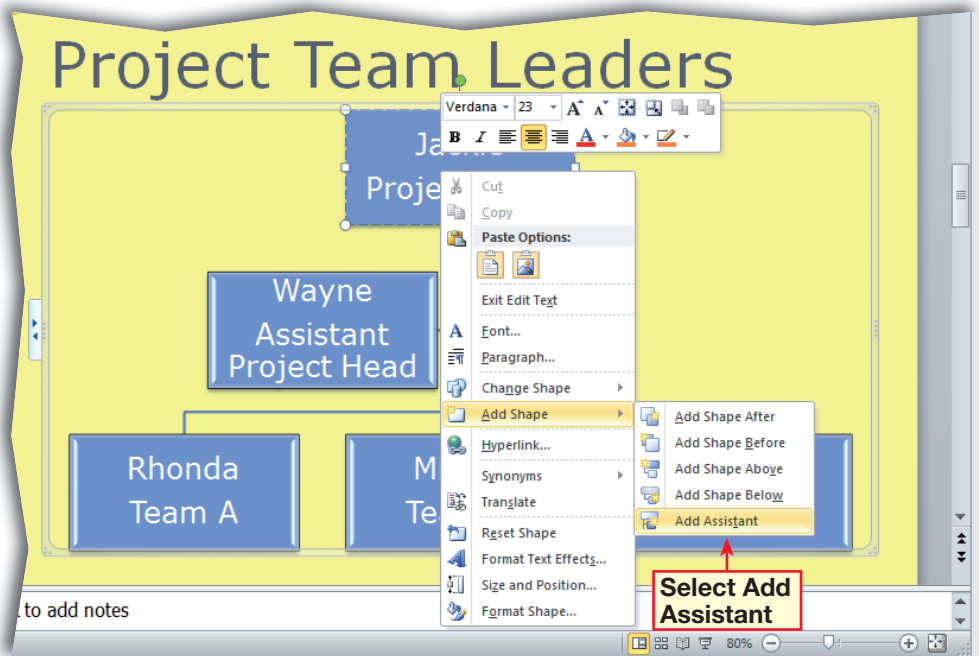 Project Team Leaders
Verdana 23 A A
B I A
Proje
Cut
Copy
Paste Options:
Exit Edit Text
A Font...
Paragraph...
Change Shape
Add Shape
Hyperlink...
Synonyms
Translate
Reset Shape
Format Text Effects...
Size and Position...
Format Shape...
Add Shape After
Add Shape Before
Add Shape Above
Add Shape Below
Add Assistant
Select Add
Assistant
Wayne
Assistant
Project Head
Rhonda
Team A
M
Te
to add notes
80%